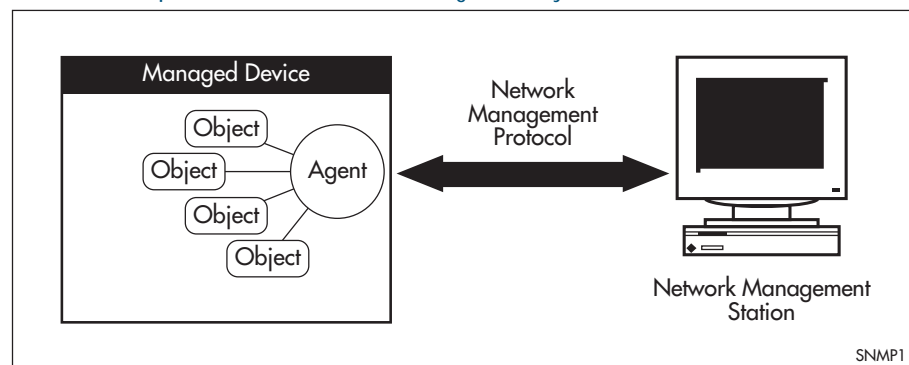 Managed Device
Object
Object
Object
Object
Agent
Network
Management
Protocol
Network Management
Station
SNMP1